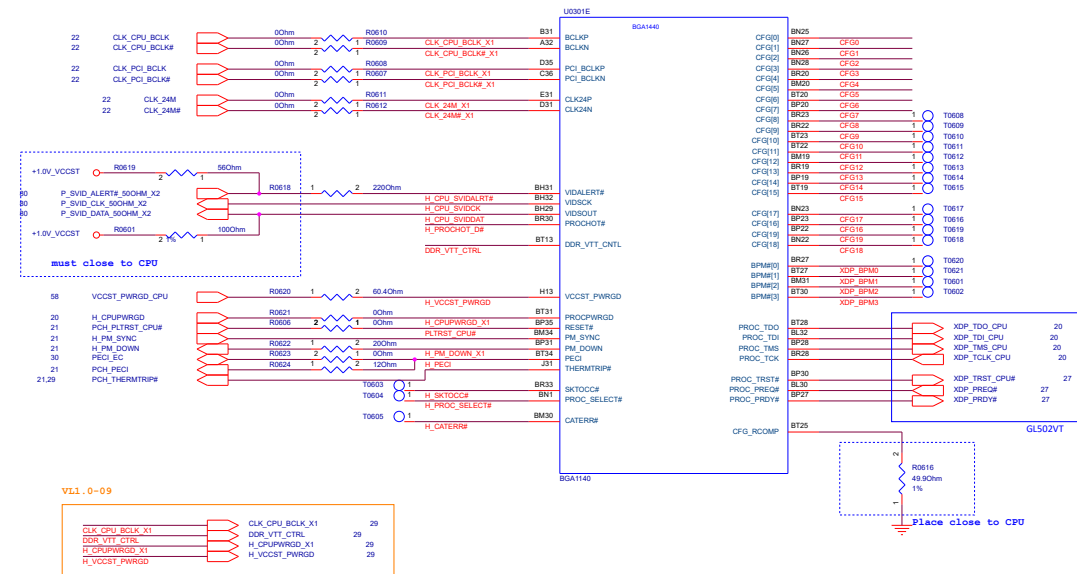 U0301E
BGA1440
22 CLK_CPU_BCLK 0Ohm R0610 B31 BCLKP
22 CLK_CPU_BCLK# 0Ohm 2 1 R0609 CLK_CPU_BCLK_X1 A32 BCLKN
CLK_CPU_BCLK#_X1
22 CLK_PCI_BCLK 0Ohm R0608 D35 PCI_BCLKP
22 CLK_PCI_BCLK# 0Ohm 2 1 R0607 CLK_PCI_BCLK_X1 C36 PCI_BCLKN
CLK_PCI_BCLK#_X1
22 CLK_24M 0Ohm R0611 E31 CLK24P
22 CLK_24M# 0Ohm 2 1 R0612 CLK_24M_X1 D31 CLK24N
CLK_24M#_X1
+1.0V_VCCST R0619 2 1 56Ohm
80 P_SVID_ALERT#_50OHM_X2 R0618 1 2 220Ohm BH31 VIDALERT#
80 P_SVID_CLK_50OHM_X2 H_CPU_SVIDALRT# BH32 VIDSCK
80 P_SVID_DATA_50OHM_X2 H_CPU_SVIDCK BH29 VIDSOUT
H_CPU_SVIDDAT BR30 PROCHOT#
H_PROCHOT_D#
+1.0V_VCCST R0601 2 1% 1 100Ohm
DDR_VTT_CTRL BT13 DDR_VTT_CNTL
must close to CPU
58 VCCST_PWRGD_CPU R0620 1 2 60.4Ohm H13 VCCST_PWRGD
H_VCCST_PWRGD
20 H_CPUPWRGD R0621 0Ohm BT31 PROCPWRGD
21 PCH_PLTRST_CPU# R0606 2 1 0Ohm H_CPUPWRGD_X1 BP35 RESET#
21 H_PM_SYNC PLTRST_CPU# BM34 PM_SYNC
21 H_PM_DOWN R0622 1 2 20Ohm BP31 PM_DOWN
30 PECI_EC R0623 0Ohm H_PM_DOWN_X1 BT34 PECI
21 PCH_PECI R0624 1 2 12Ohm H_PECI J31 THERMTRIP#
21,29 PCH_THERMTRIP#
T0603 1 BR33 SKTOCC#
T0604 1 H_SKTOCC# BN1 PROC_SELECT#
H_PROC_SELECT#
T0605 1 BM30 CATERR#
H_CATERR#
BGA1140
CFG[0] BN25
CFG[1] BN27 CFG0
CFG[2] BN26 CFG1
CFG[3] BN28 CFG2
CFG[4] BR20 CFG3
CFG[5] BM20 CFG4
CFG[6] BT20 CFG5
CFG[7] BP20 CFG6
CFG[8] BR23 CFG7 1 T0608
CFG[9] BR22 CFG8 1 T0609
CFG[10] BT23 CFG9 1 T0610
CFG[11] BT22 CFG10 1 T0611
CFG[12] BM19 CFG11 1 T0612
CFG[13] BR19 CFG12 1 T0613
CFG[14] BP19 CFG13 1 T0614
CFG[15] BT19 CFG14 1 T0615
CFG15
CFG[17] BN23 1 T0617
CFG[16] BP23 CFG17 1 T0616
CFG[19] BP22 CFG16 1 T0619
CFG[18] BN22 CFG19 1 T0618
CFG18
BPM#[0] BR27 1 T0620
BPM#[1] BT27 XDP_BPM0 1 T0621
BPM#[2] BM31 XDP_BPM1 1 T0601
BPM#[3] BT30 XDP_BPM2 1 T0602
XDP_BPM3
PROC_TDO BT28 XDP_TDO_CPU 20
PROC_TDI BL32 XDP_TDI_CPU 20
PROC_TMS BP28 XDP_TMS_CPU 20
PROC_TCK BR28 XDP_TCLK_CPU 20
PROC_TRST# BP30 XDP_TRST_CPU# 27
PROC_PREQ# BL30 XDP_PREQ# 27
PROC_PRDY# BP27 XDP_PRDY# 27
GL502VT
CFG_RCOMP BT25
2
R0616
49.9Ohm
1%
1
Place close to CPU
VL1.0-09
CLK_CPU_BCLK_X1 29
CLK_CPU_BCLK_X1
DDR_VTT_CTRL 29
DDR_VTT_CTRL
H_CPUPWRGD_X1 29
H_CPUPWRGD_X1
H_VCCST_PWRGD 29
H_VCCST_PWRGD